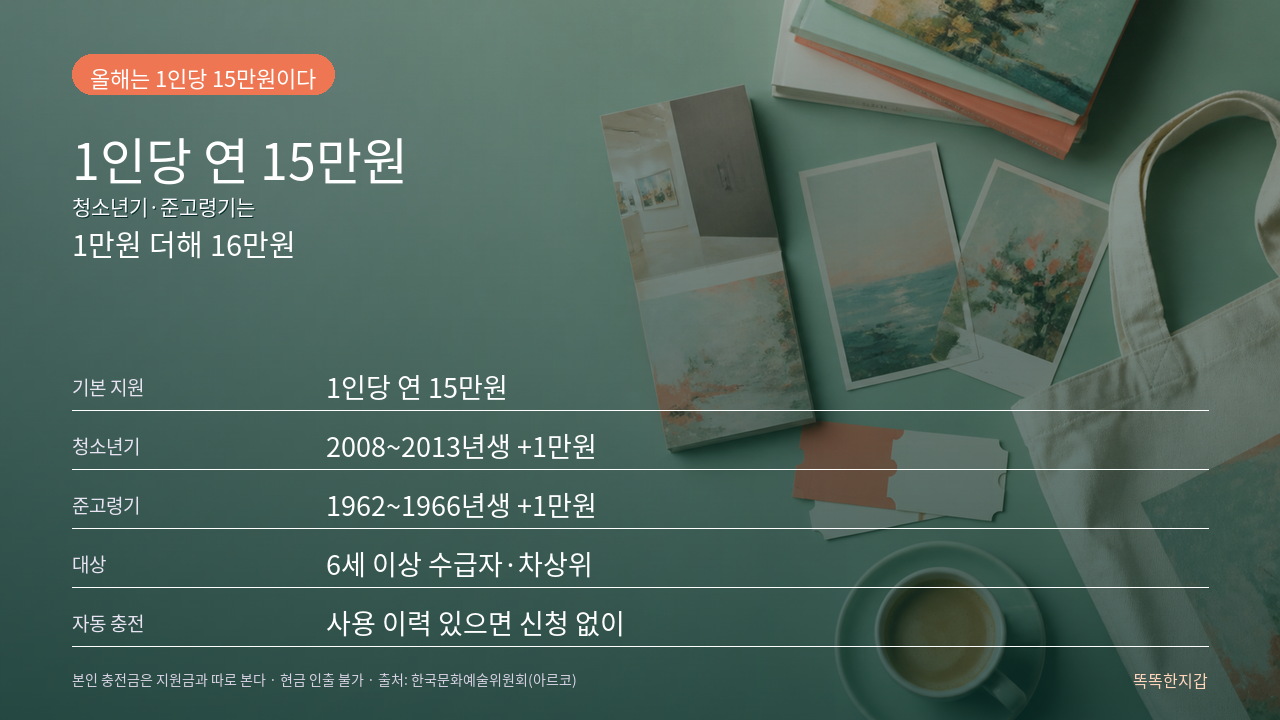 올해는 1인당 15만원이다
1인당 연 15만원
청소년기·준고령기는
1만원 더해 16만원
기본 지원 1인당 연 15만원
청소년기 2008~2013년생 +1만원
준고령기 1962~1966년생 +1만원
대상 6세 이상 수급자·차상위
자동 충전 사용 이력 있으면 신청 없이
본인 충전금은 지원금과 따로 본다 · 현금 인출 불가 · 출처: 한국문화예술위원회(아르코)
똑똑한지갑